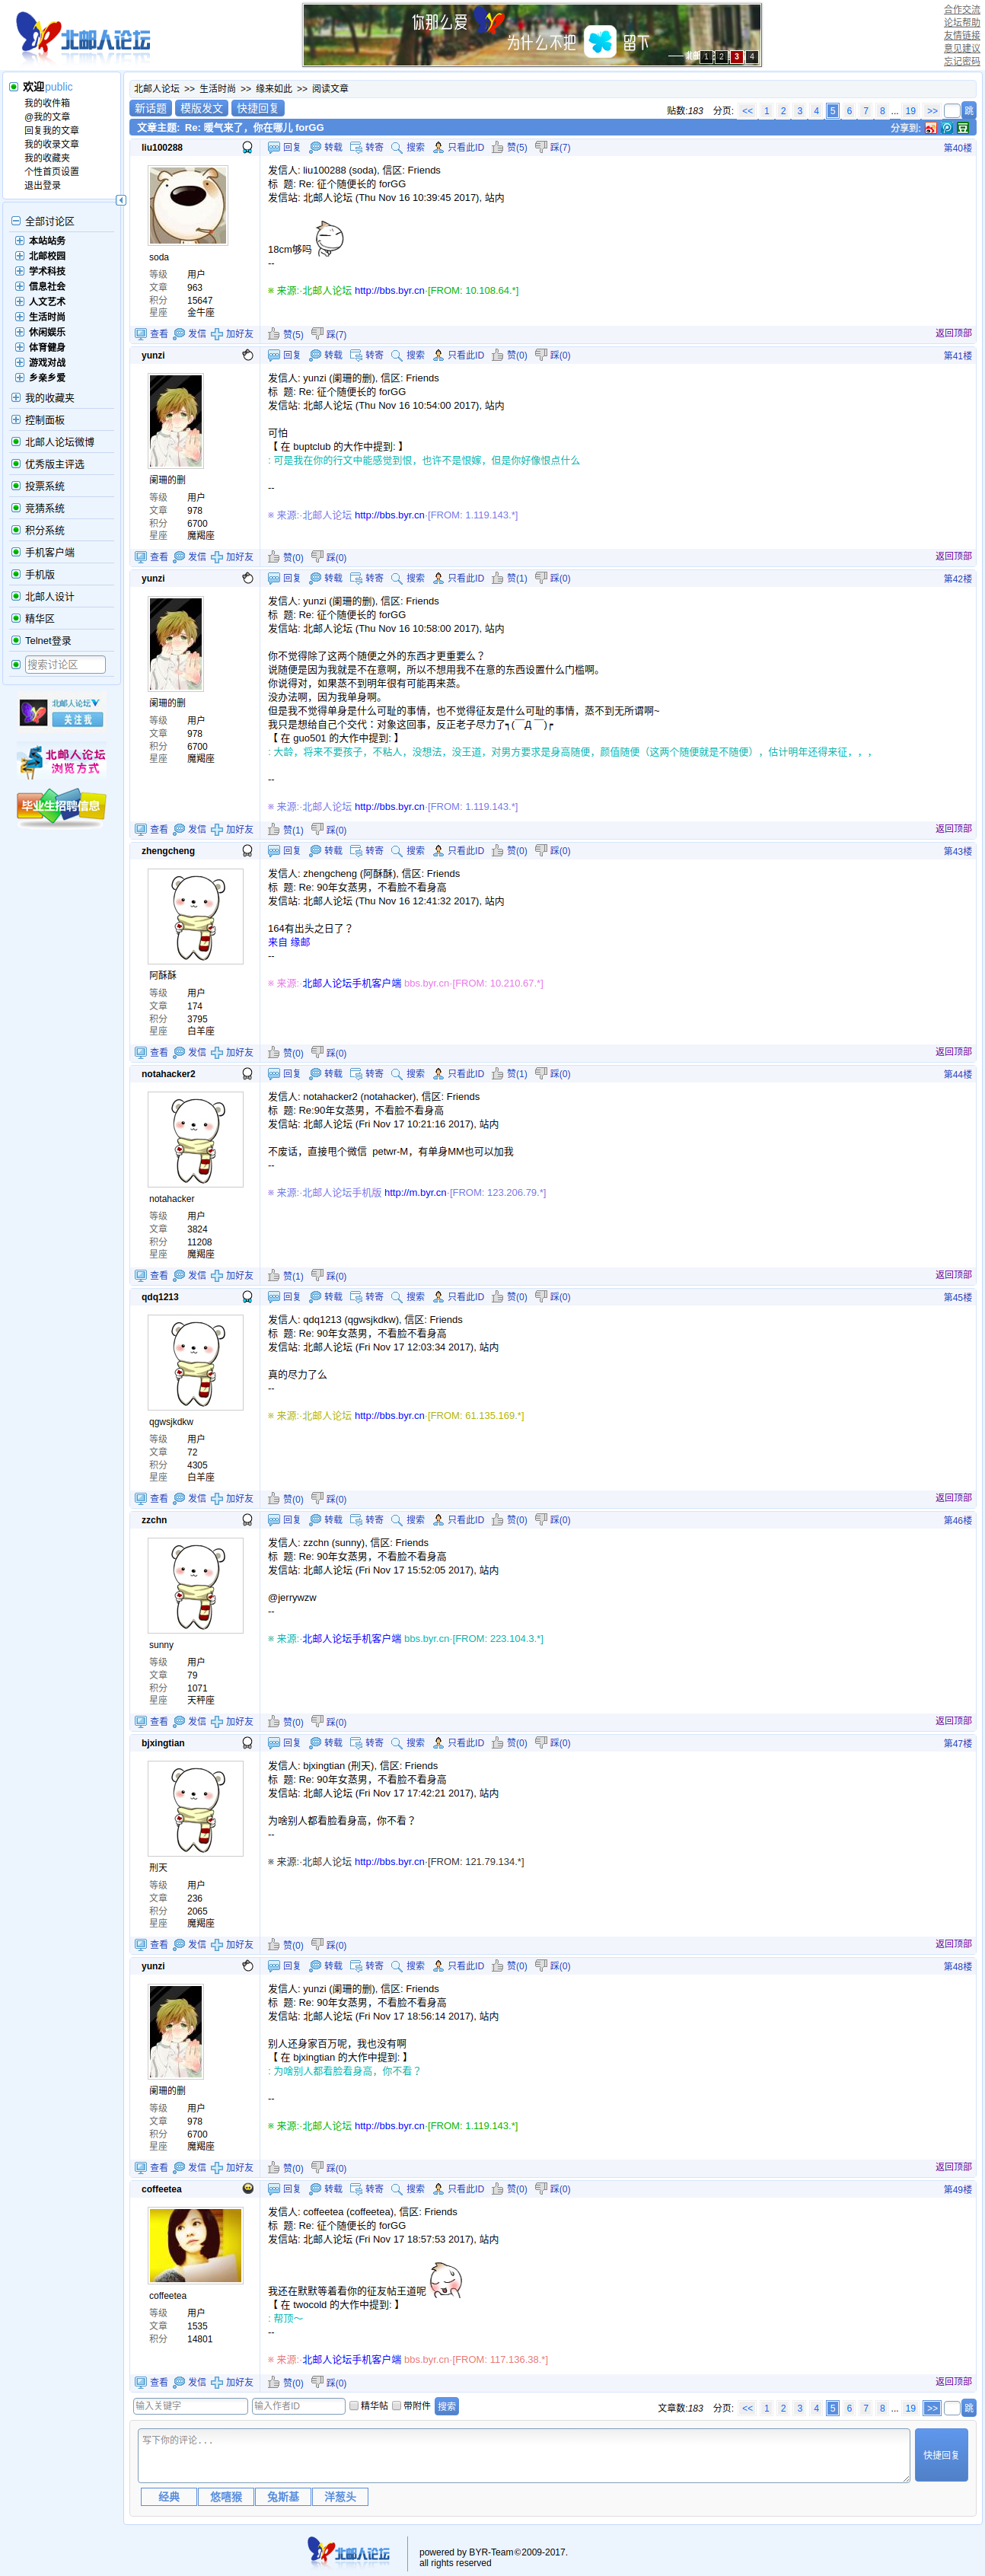 北邮人论坛
你那么爱
为什么不把
留下
1 2 3 4
合作交流
论坛帮助
友情链接
意见建议
忘记密码
欢迎public
我的收件箱
@我的文章
回复我的文章
我的收录文章
我的收藏夹
个性首页设置
退出登录
全部讨论区
本站站务
北邮校园
学术科技
信息社会
人文艺术
生活时尚
休闲娱乐
体育健身
游戏对战
乡亲乡爱
我的收藏夹
控制面板
北邮人论坛微博
优秀版主评选
投票系统
竞猜系统
积分系统
手机客户端
手机版
北邮人设计
精华区
Telnet登录
搜索讨论区
北邮人论坛
关注我
北邮人论坛
浏览方式
毕业生招聘信息
北邮人论坛 >> 生活时尚 >> 缘来如此 >> 阅读文章
新话题 模版发文 快捷回复
贴数:183 分页: << 1 2 3 4 5 6 7 8 ... 19 >> 跳
文章主题: Re: 暖气来了，你在哪儿 forGG
分享到:
liu100288
回复 转载 转寄 搜索 只看此ID 赞(5) 踩(7) 第40楼
soda
等级 用户
文章 963
积分 15647
星座 金牛座
发信人: liu100288 (soda), 信区: Friends
标 题: Re: 征个随便长的 forGG
发信站: 北邮人论坛 (Thu Nov 16 10:39:45 2017), 站内
18cm够吗
--
※ 来源:·北邮人论坛 http://bbs.byr.cn·[FROM: 10.108.64.*]
查看 发信 加好友 赞(5) 踩(7) 返回顶部
yunzi
回复 转载 转寄 搜索 只看此ID 赞(0) 踩(0) 第41楼
阑珊的删
等级 用户
文章 978
积分 6700
星座 魔羯座
发信人: yunzi (阑珊的删), 信区: Friends
标 题: Re: 征个随便长的 forGG
发信站: 北邮人论坛 (Thu Nov 16 10:54:00 2017), 站内
可怕
【 在 buptclub 的大作中提到: 】
: 可是我在你的行文中能感觉到恨，也许不是恨嫁，但是你好像恨点什么
--
※ 来源:·北邮人论坛 http://bbs.byr.cn·[FROM: 1.119.143.*]
查看 发信 加好友 赞(0) 踩(0) 返回顶部
yunzi
回复 转载 转寄 搜索 只看此ID 赞(1) 踩(0) 第42楼
阑珊的删
等级 用户
文章 978
积分 6700
星座 魔羯座
发信人: yunzi (阑珊的删), 信区: Friends
标 题: Re: 征个随便长的 forGG
发信站: 北邮人论坛 (Thu Nov 16 10:58:00 2017), 站内
你不觉得除了这两个随便之外的东西才更重要么？
说随便是因为我就是不在意啊，所以不想用我不在意的东西设置什么门槛啊。
你说得对，如果蒸不到明年很有可能再来蒸。
没办法啊，因为我单身啊。
但是我不觉得单身是什么可耻的事情，也不觉得征友是什么可耻的事情，蒸不到无所谓啊~
我只是想给自己个交代：对象这回事，反正老子尽力了┑(￣Д ￣)┍
【 在 guo501 的大作中提到: 】
: 大龄，将来不要孩子，不粘人，没想法，没王道，对男方要求是身高随便，颜值随便（这两个随便就是不随便），估计明年还得来征，，，
--
※ 来源:·北邮人论坛 http://bbs.byr.cn·[FROM: 1.119.143.*]
查看 发信 加好友 赞(1) 踩(0) 返回顶部
zhengcheng
回复 转载 转寄 搜索 只看此ID 赞(0) 踩(0) 第43楼
阿酥酥
等级 用户
文章 174
积分 3795
星座 白羊座
发信人: zhengcheng (阿酥酥), 信区: Friends
标 题: Re: 90年女蒸男，不看脸不看身高
发信站: 北邮人论坛 (Thu Nov 16 12:41:32 2017), 站内
164有出头之日了？
来自 缘邮
--
※ 来源:·北邮人论坛手机客户端 bbs.byr.cn·[FROM: 10.210.67.*]
查看 发信 加好友 赞(0) 踩(0) 返回顶部
notahacker2
回复 转载 转寄 搜索 只看此ID 赞(1) 踩(0) 第44楼
notahacker
等级 用户
文章 3824
积分 11208
星座 魔羯座
发信人: notahacker2 (notahacker), 信区: Friends
标 题: Re:90年女蒸男，不看脸不看身高
发信站: 北邮人论坛 (Fri Nov 17 10:21:16 2017), 站内
不废话，直接甩个微信 petwr-M，有单身MM也可以加我
--
※ 来源:·北邮人论坛手机版 http://m.byr.cn·[FROM: 123.206.79.*]
查看 发信 加好友 赞(1) 踩(0) 返回顶部
qdq1213
回复 转载 转寄 搜索 只看此ID 赞(0) 踩(0) 第45楼
qgwsjkdkw
等级 用户
文章 72
积分 4305
星座 白羊座
发信人: qdq1213 (qgwsjkdkw), 信区: Friends
标 题: Re: 90年女蒸男，不看脸不看身高
发信站: 北邮人论坛 (Fri Nov 17 12:03:34 2017), 站内
真的尽力了么
--
※ 来源:·北邮人论坛 http://bbs.byr.cn·[FROM: 61.135.169.*]
查看 发信 加好友 赞(0) 踩(0) 返回顶部
zzchn
回复 转载 转寄 搜索 只看此ID 赞(0) 踩(0) 第46楼
sunny
等级 用户
文章 79
积分 1071
星座 天秤座
发信人: zzchn (sunny), 信区: Friends
标 题: Re: 90年女蒸男，不看脸不看身高
发信站: 北邮人论坛 (Fri Nov 17 15:52:05 2017), 站内
@jerrywzw
--
※ 来源:·北邮人论坛手机客户端 bbs.byr.cn·[FROM: 223.104.3.*]
查看 发信 加好友 赞(0) 踩(0) 返回顶部
bjxingtian
回复 转载 转寄 搜索 只看此ID 赞(0) 踩(0) 第47楼
刑天
等级 用户
文章 236
积分 2065
星座 魔羯座
发信人: bjxingtian (刑天), 信区: Friends
标 题: Re: 90年女蒸男，不看脸不看身高
发信站: 北邮人论坛 (Fri Nov 17 17:42:21 2017), 站内
为啥别人都看脸看身高，你不看？
--
※ 来源:·北邮人论坛 http://bbs.byr.cn·[FROM: 121.79.134.*]
查看 发信 加好友 赞(0) 踩(0) 返回顶部
yunzi
回复 转载 转寄 搜索 只看此ID 赞(0) 踩(0) 第48楼
阑珊的删
等级 用户
文章 978
积分 6700
星座 魔羯座
发信人: yunzi (阑珊的删), 信区: Friends
标 题: Re: 90年女蒸男，不看脸不看身高
发信站: 北邮人论坛 (Fri Nov 17 18:56:14 2017), 站内
别人还身家百万呢，我也没有啊
【 在 bjxingtian 的大作中提到: 】
: 为啥别人都看脸看身高，你不看？
--
※ 来源:·北邮人论坛 http://bbs.byr.cn·[FROM: 1.119.143.*]
查看 发信 加好友 赞(0) 踩(0) 返回顶部
coffeetea
回复 转载 转寄 搜索 只看此ID 赞(0) 踩(0) 第49楼
coffeetea
等级 用户
文章 1535
积分 14801
发信人: coffeetea (coffeetea), 信区: Friends
标 题: Re: 征个随便长的 forGG
发信站: 北邮人论坛 (Fri Nov 17 18:57:53 2017), 站内
我还在默默等着看你的征友帖王道呢
【 在 twocold 的大作中提到: 】
: 帮顶～
--
※ 来源:·北邮人论坛手机客户端 bbs.byr.cn·[FROM: 117.136.38.*]
查看 发信 加好友 赞(0) 踩(0) 返回顶部
输入关键字 输入作者ID 精华帖 带附件 搜索
文章数:183 分页: << 1 2 3 4 5 6 7 8 ... 19 >> 跳
写下你的评论...
快捷回复
经典 悠嘻猴 兔斯基 洋葱头
北邮人论坛
powered by BYR-Team©2009-2017.
all rights reserved